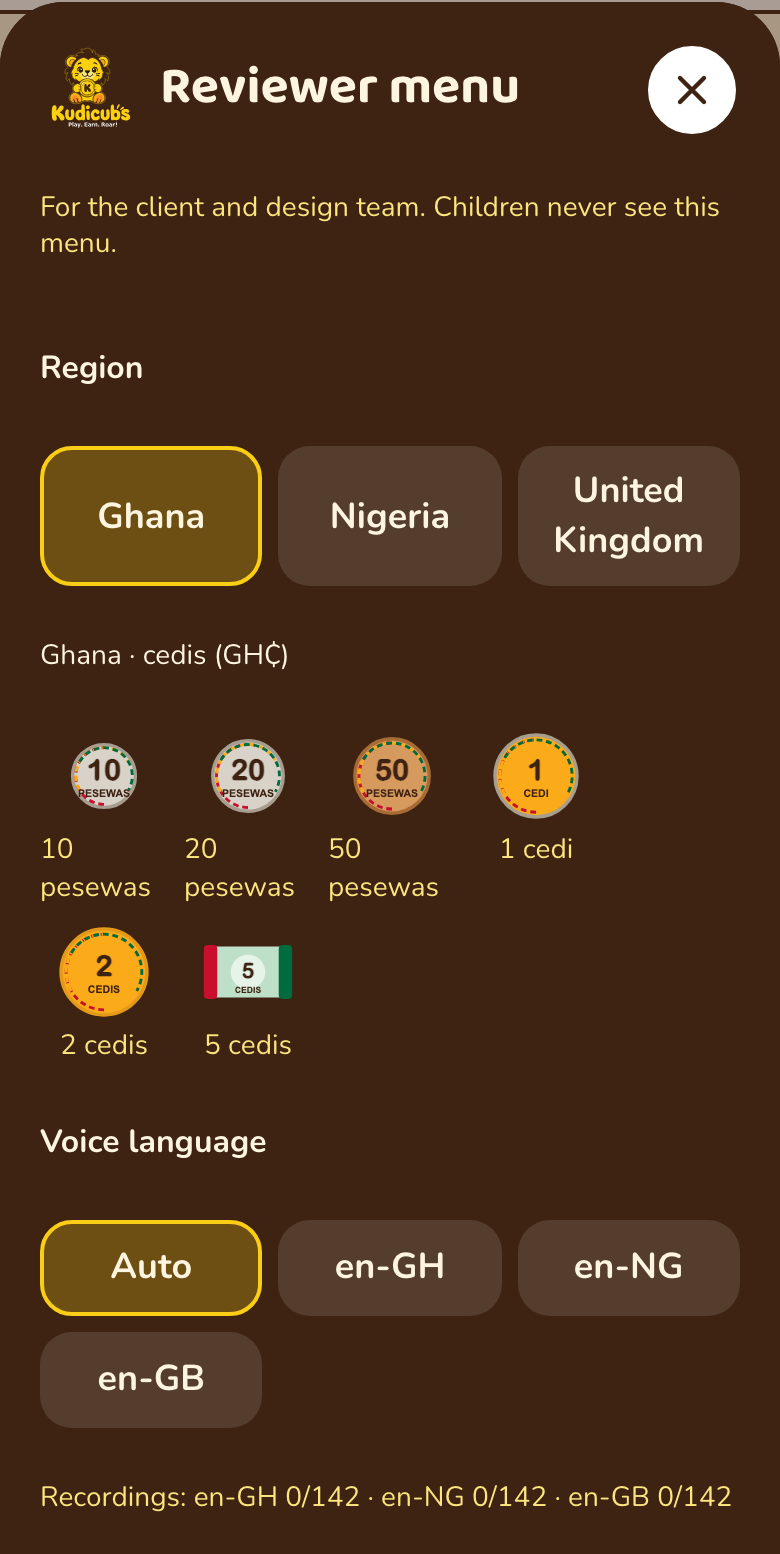 K
Kudicub's
Play. Earn. Roar!
Reviewer menu
For the client and design team. Children never see this
menu.
Region
Ghana
Nigeria
United
Kingdom
Ghana · cedis (GH₵)
10
PESEWAS
20
PESEWAS
50
PESEWAS
1
CEDI
10
pesewas
20
pesewas
50
pesewas
1 cedi
2
CEDIS
5
CEDIS
2 cedis
5 cedis
Voice language
Auto
en-GH
en-NG
en-GB
Recordings: en-GH 0/142 · en-NG 0/142 · en-GB 0/142